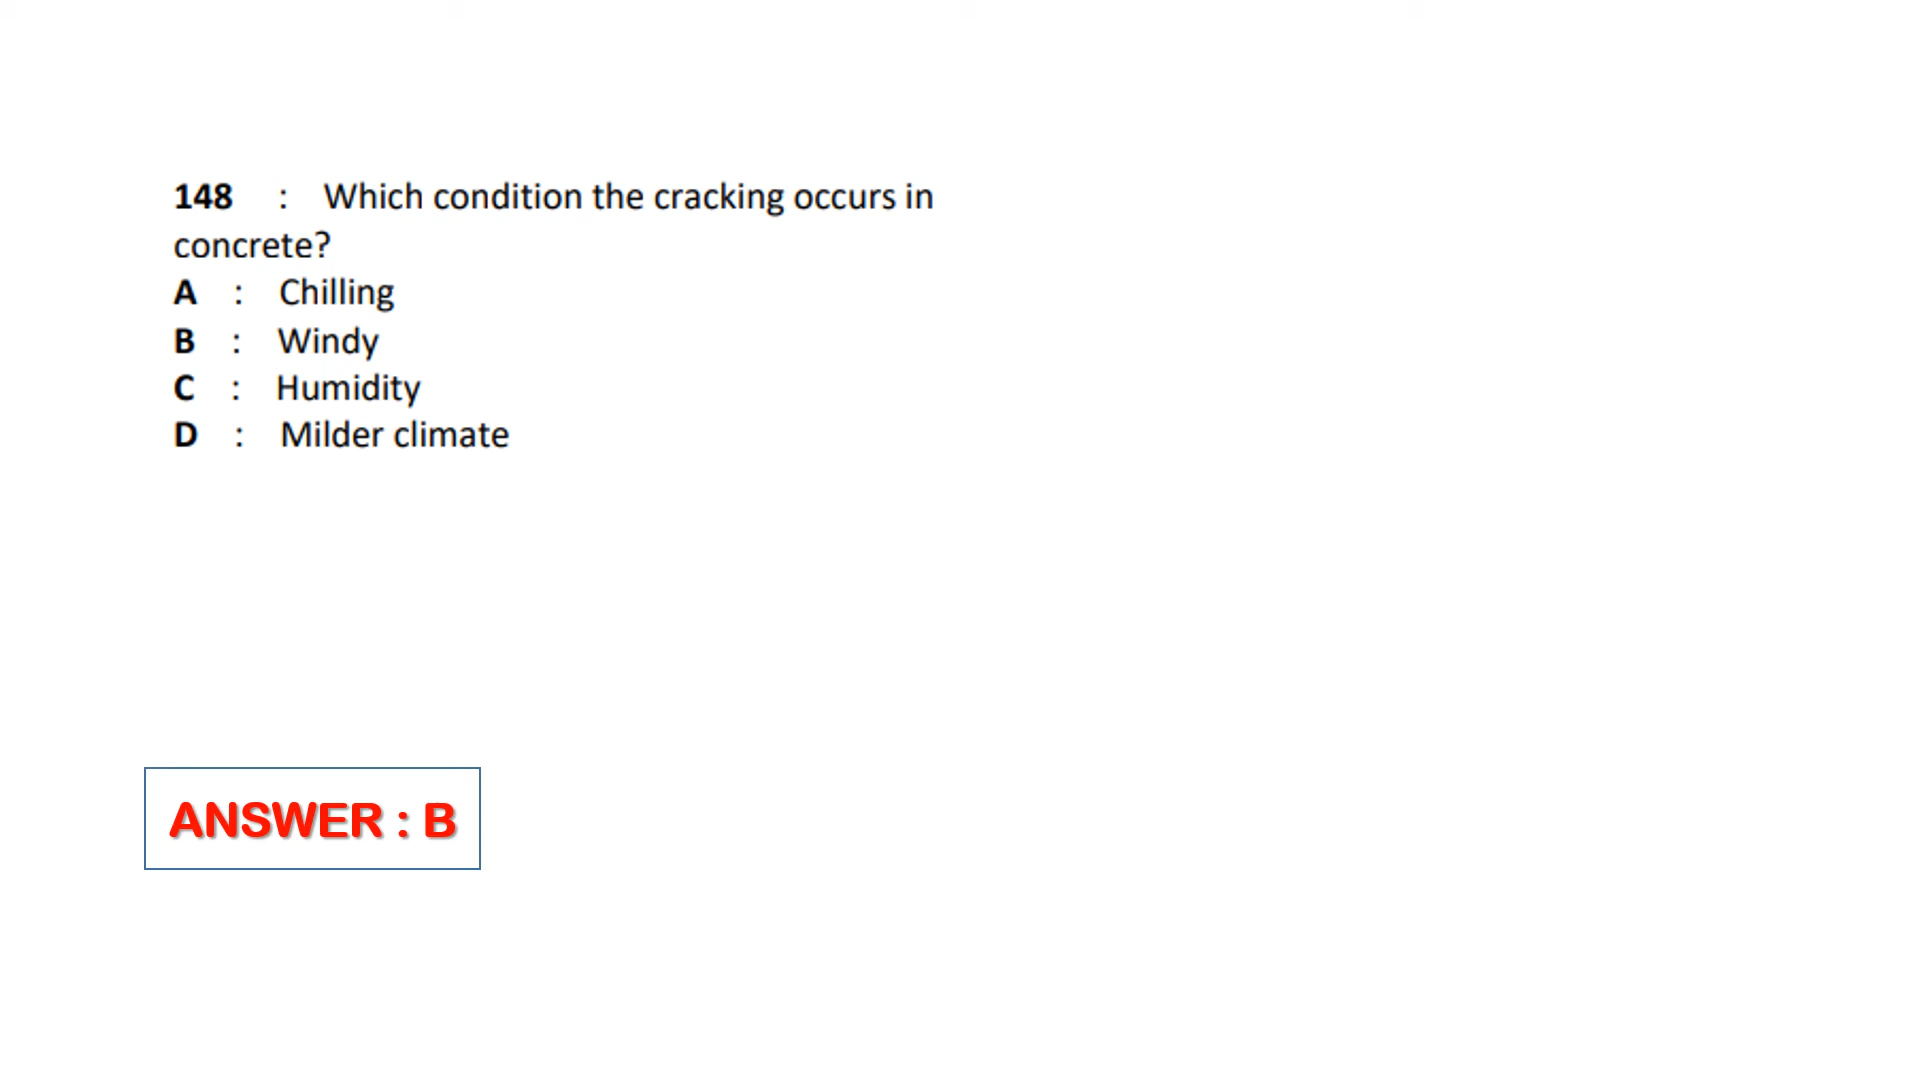 148 : Which condition the cracking occurs in
concrete?
A : Chilling
B : Windy
C : Humidity
D : Milder climate
ANSWER : B